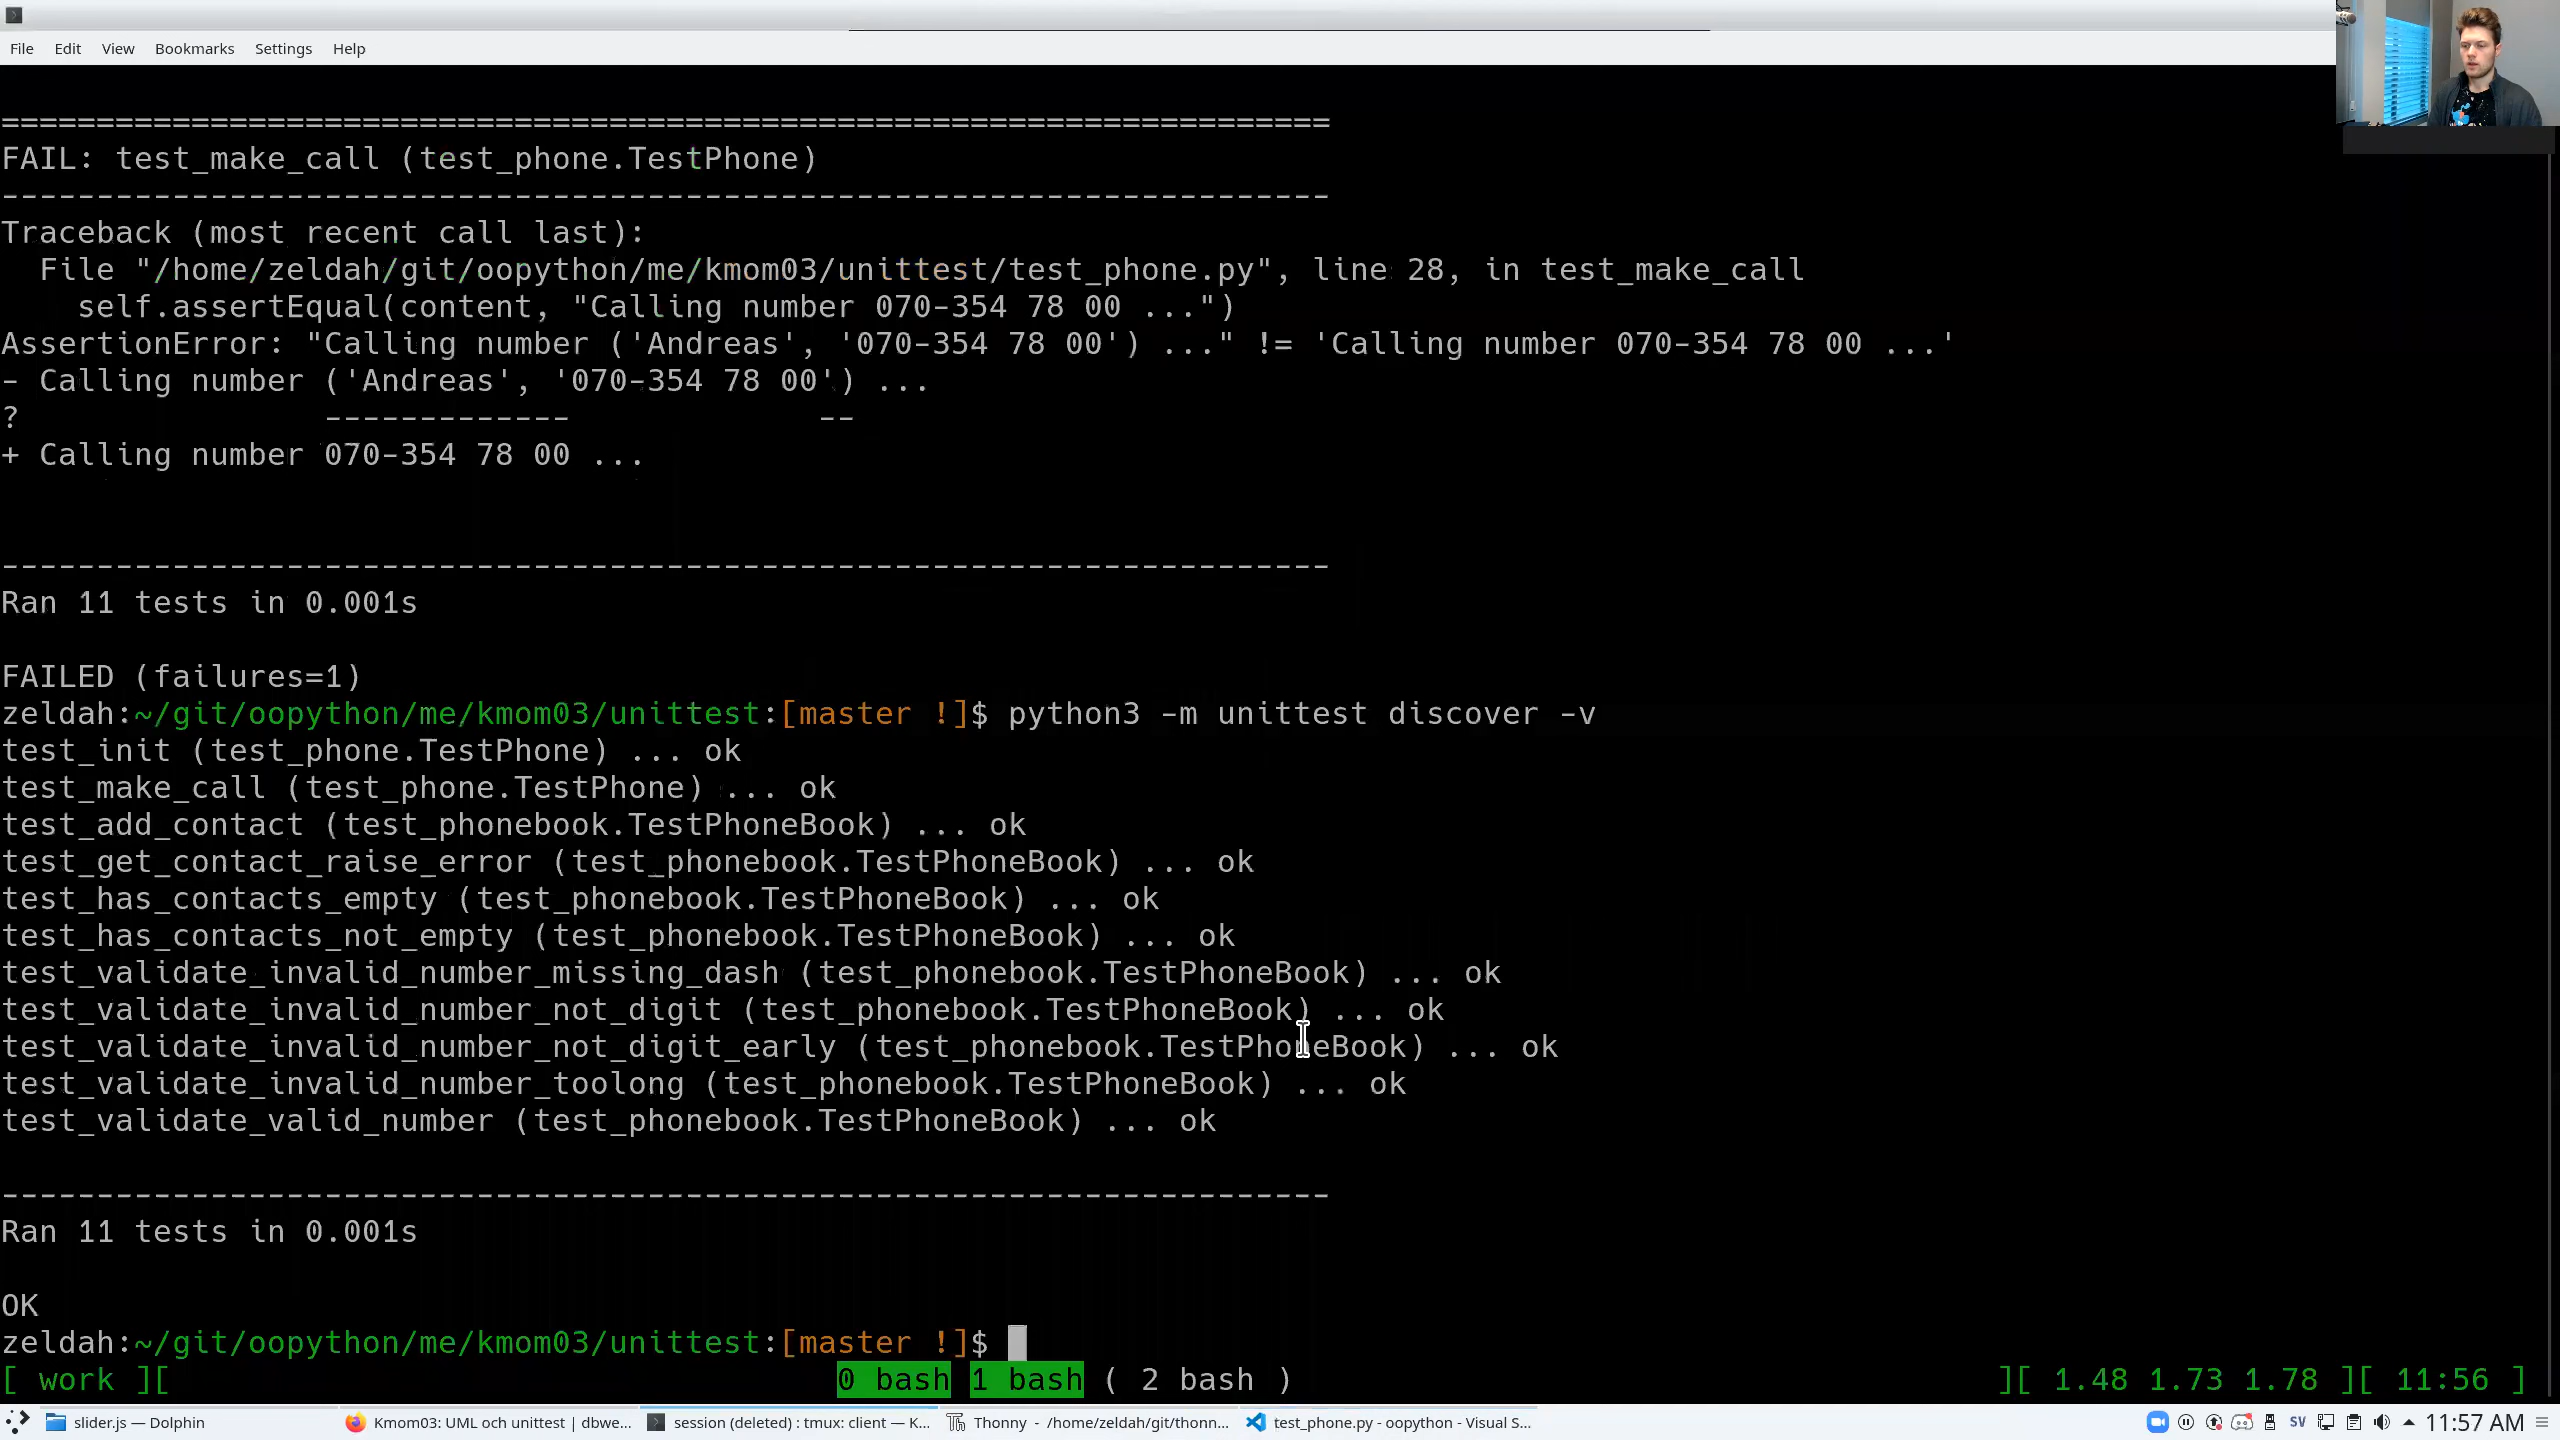 File Edit View Bookmarks Settings Help
======================================================================
FAIL: test_make_call (test_phone.TestPhone)
----------------------------------------------------------------------
Traceback (most recent call last):
  File "/home/zeldah/git/oopython/me/kmom03/unittest/test_phone.py", line 28, in test_make_call
    self.assertEqual(content, "Calling number 070-354 78 00 ...")
AssertionError: "Calling number ('Andreas', '070-354 78 00') ..." != 'Calling number 070-354 78 00 ...'
- Calling number ('Andreas', '070-354 78 00') ...
?                -------------             --
+ Calling number 070-354 78 00 ...
----------------------------------------------------------------------
Ran 11 tests in 0.001s
FAILED (failures=1)
zeldah:~/git/oopython/me/kmom03/unittest:[master !]$ python3 -m unittest discover -v
test_init (test_phone.TestPhone) ... ok
test_make_call (test_phone.TestPhone) ... ok
test_add_contact (test_phonebook.TestPhoneBook) ... ok
test_get_contact_raise_error (test_phonebook.TestPhoneBook) ... ok
test_has_contacts_empty (test_phonebook.TestPhoneBook) ... ok
test_has_contacts_not_empty (test_phonebook.TestPhoneBook) ... ok
test_validate_invalid_number_missing_dash (test_phonebook.TestPhoneBook) ... ok
test_validate_invalid_number_not_digit (test_phonebook.TestPhoneBook) ... ok
test_validate_invalid_number_not_digit_early (test_phonebook.TestPhoneBook) ... ok
test_validate_invalid_number_toolong (test_phonebook.TestPhoneBook) ... ok
test_validate_valid_number (test_phonebook.TestPhoneBook) ... ok
----------------------------------------------------------------------
Ran 11 tests in 0.001s
OK
zeldah:~/git/oopython/me/kmom03/unittest:[master !]$
[ work ][ 0 bash 1 bash ( 2 bash ) ][ 1.48 1.73 1.78 ][ 11:56 ]
slider.js — Dolphin Kmom03: UML och unittest | dbwe... session (deleted) : tmux: client — K... Thonny - /home/zeldah/git/thonn... test_phone.py - oopython - Visual S... SV 11:57 AM